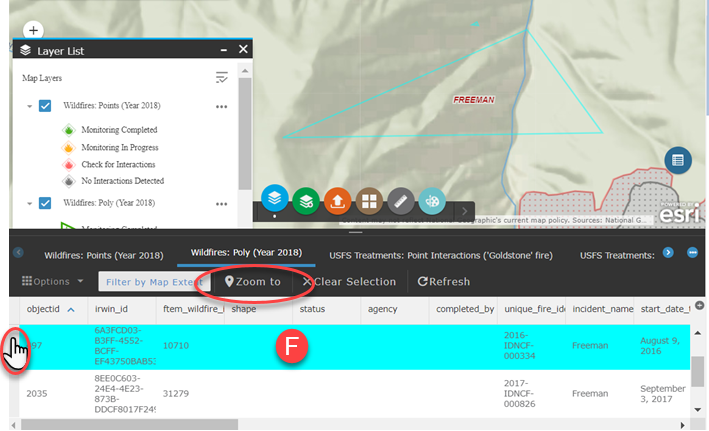 +
Layer List
Map Layers
Wildfires: Points (Year 2018)
Monitoring Completed
Monitoring In Progress
Check for Interactions
No Interactions Detected
Wildfires: Poly (Year 2018)
FREEMAN
eographic's current map policy. Sources: National G...
POWERED BY
esri
Wildfires: Points (Year 2018) Wildfires: Poly (Year 2018) USFS Treatments: Point Interactions ('Goldstone' fire) USFS Treatments:
Options Filter by Map Extent Zoom to Clear Selection Refresh
objectid irwin_id ftem_wildfire_i shape status agency completed_by unique_fire_ide incident_name start_date_
6A3FCD03-
B3FF-4552-
BCFF-
EF43750BAB53
97 10710 F
2016-
IDNCF-
000334
Freeman
August 9,
2016
2035
8EE0C603-
24E4-4E23-
873B-
DDCF8017F249
31279
2017-
IDNCF-
000826
Freeman
September
3, 2017